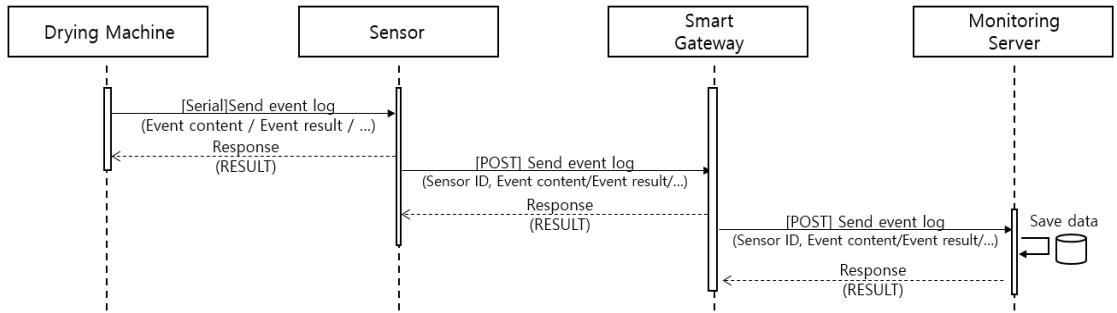 Drying Machine
Sensor
Smart
Gateway
Monitoring
Server
[Serial]Send event log
(Event content / Event result / ...)
Response
(RESULT)
[POST] Send event log
(Sensor ID, Event content/Event result/...)
Response
(RESULT)
[POST] Send event log
(Sensor ID, Event content/Event result/...)
Save data
Response
(RESULT)